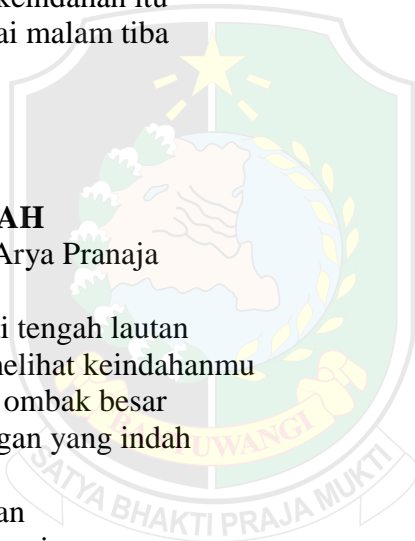 keindahan itu
ai malam tiba
AH
Arya Pranaja
i tengah lautan
melihat keindahanmu
ombak besar
gan yang indah
an
BANYUWANGI
SATYA BHAKTI PRAJA MUKTI